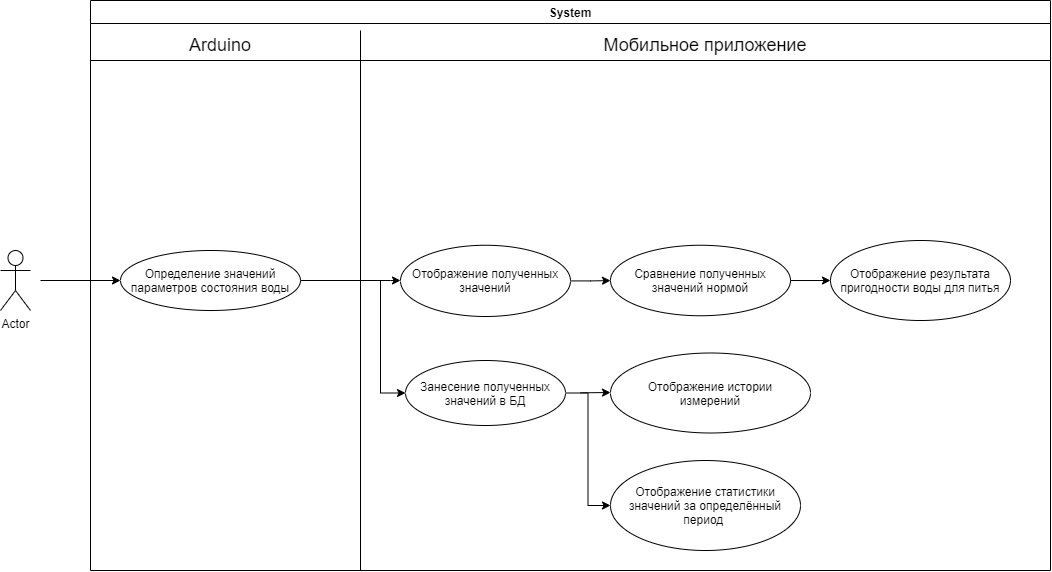 System
Arduino
Мобильное приложение
Actor
Определение значений
параметров состояния воды
Отображение полученных
значений
Сравнение полученных
значений нормой
Отображение результата
пригодности воды для питья
Занесение полученных
значений в БД
Отображение истории
измерений
Отображение статистики
значений за определённый
период